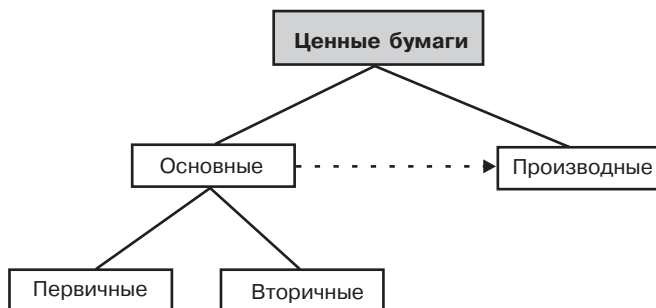 Ценные бумаги
Основные
Производные
Первичные
Вторичные